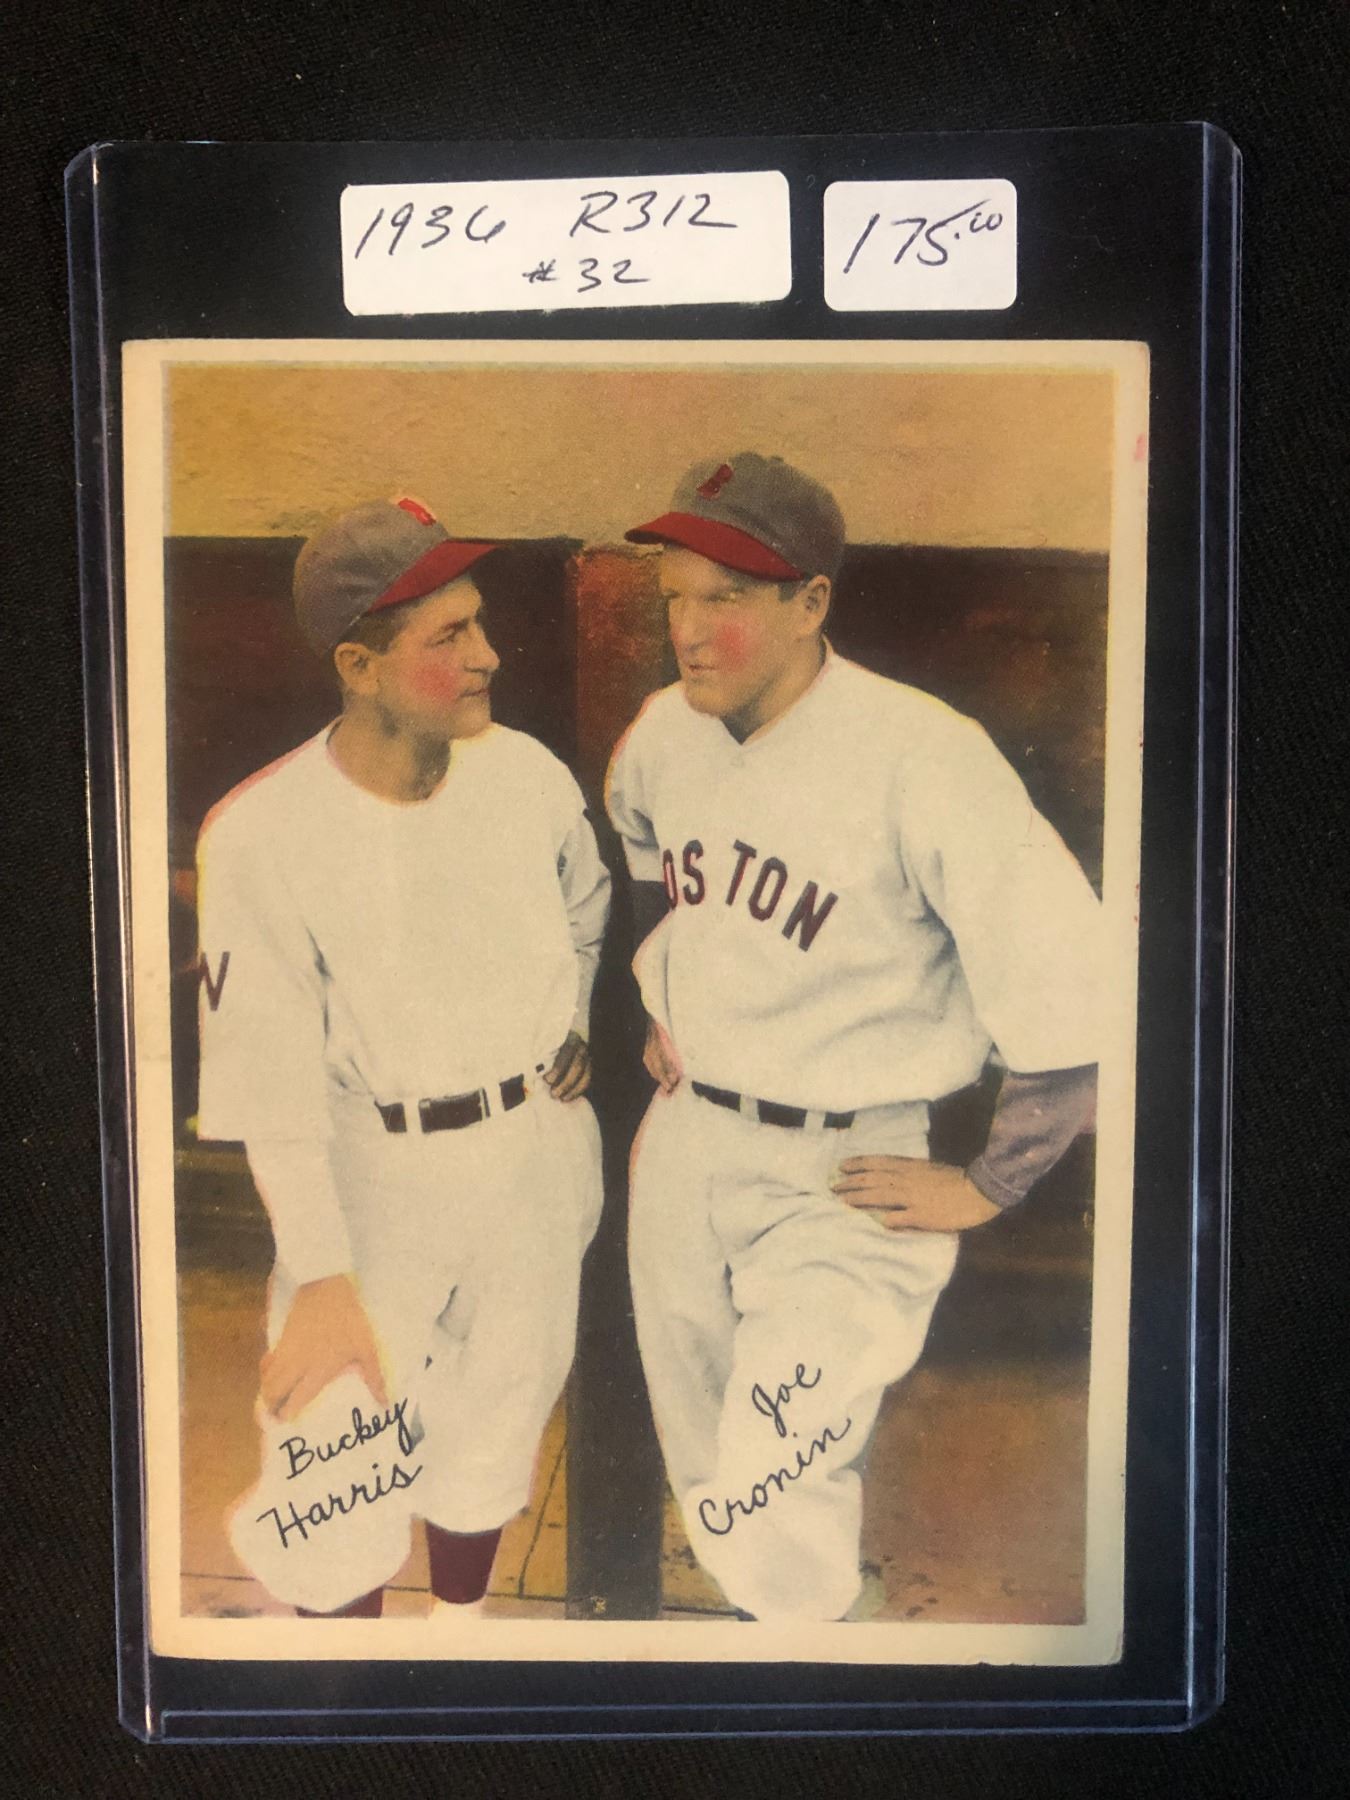 1936 R312
#32
175.00
B
B
W
OSTON
Buckey
Harris
Joe
Cronin